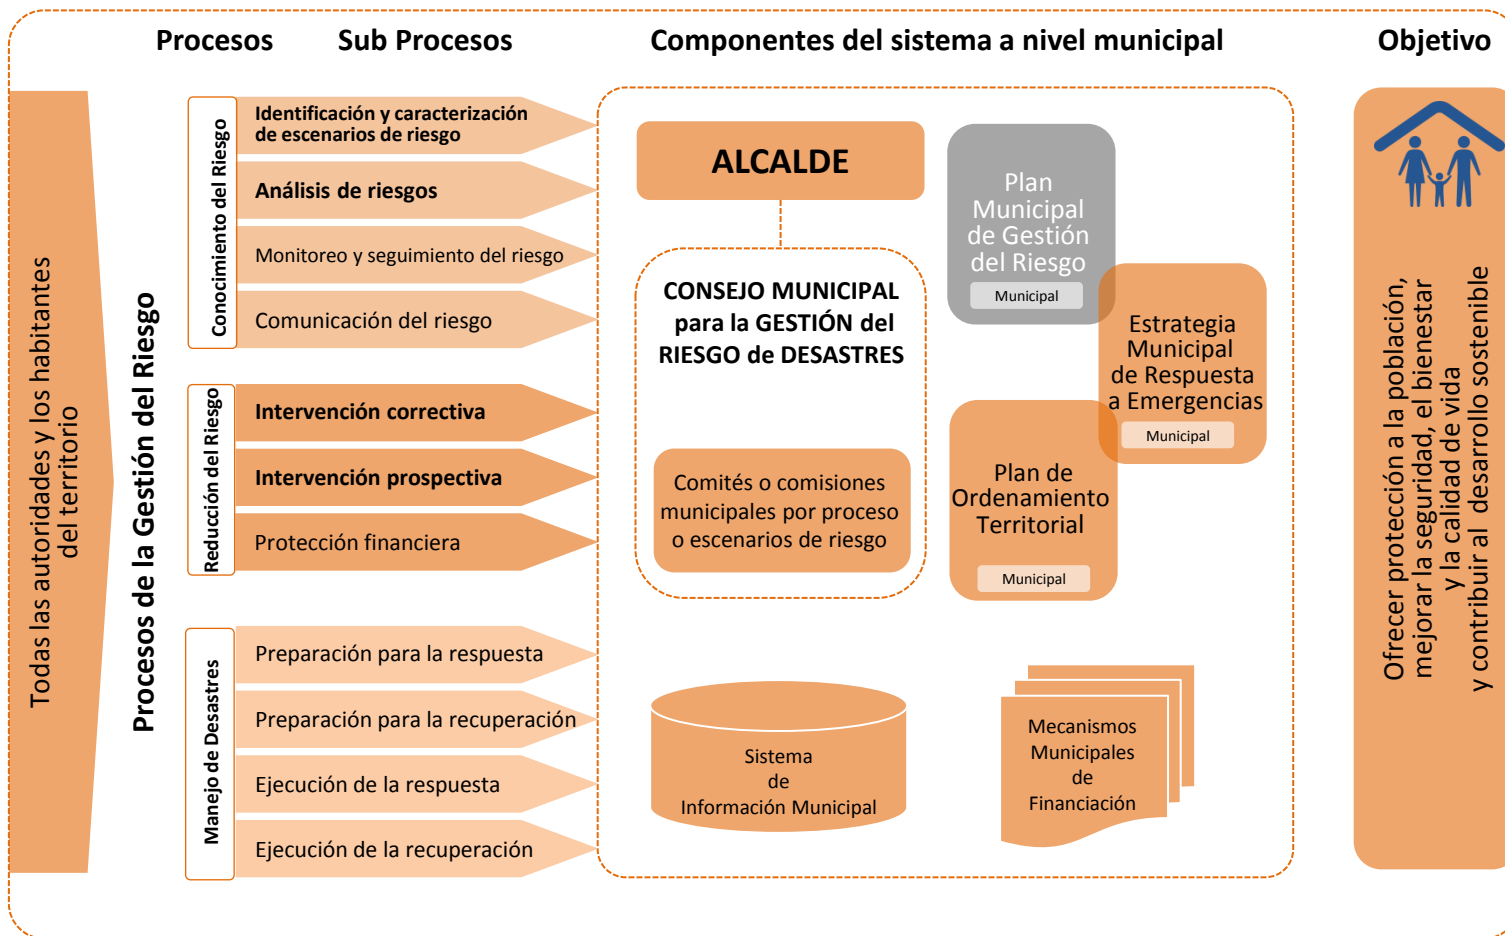 Procesos
Sub Procesos
Componentes del sistema a nivel municipal
Objetivo
Todas las autoridades y los habitantes
del territorio
Procesos de la Gestión del Riesgo
Conocimiento del Riesgo
Identificación y caracterización
de escenarios de riesgo
Análisis de riesgos
Monitoreo y seguimiento del riesgo
Comunicación del riesgo
Reducción del Riesgo
Intervención correctiva
Intervención prospectiva
Protección financiera
Manejo de Desastres
Preparación para la respuesta
Preparación para la recuperación
Ejecución de la respuesta
Ejecución de la recuperación
ALCALDE
CONSEJO MUNICIPAL
para la GESTIÓN del
RIESGO de DESASTRES
Comités o comisiones
municipales por proceso
o escenarios de riesgo
Plan
Municipal
de Gestión
del Riesgo
Municipal
Estrategia
Municipal
de Respuesta
a Emergencias
Municipal
Plan de
Ordenamiento
Territorial
Municipal
Sistema
de
Información Municipal
Mecanismos
Municipales
de
Financiación
Ofrecer protección a la población,
mejorar la seguridad, el bienestar
y la calidad de vida
y contribuir al desarrollo sostenible